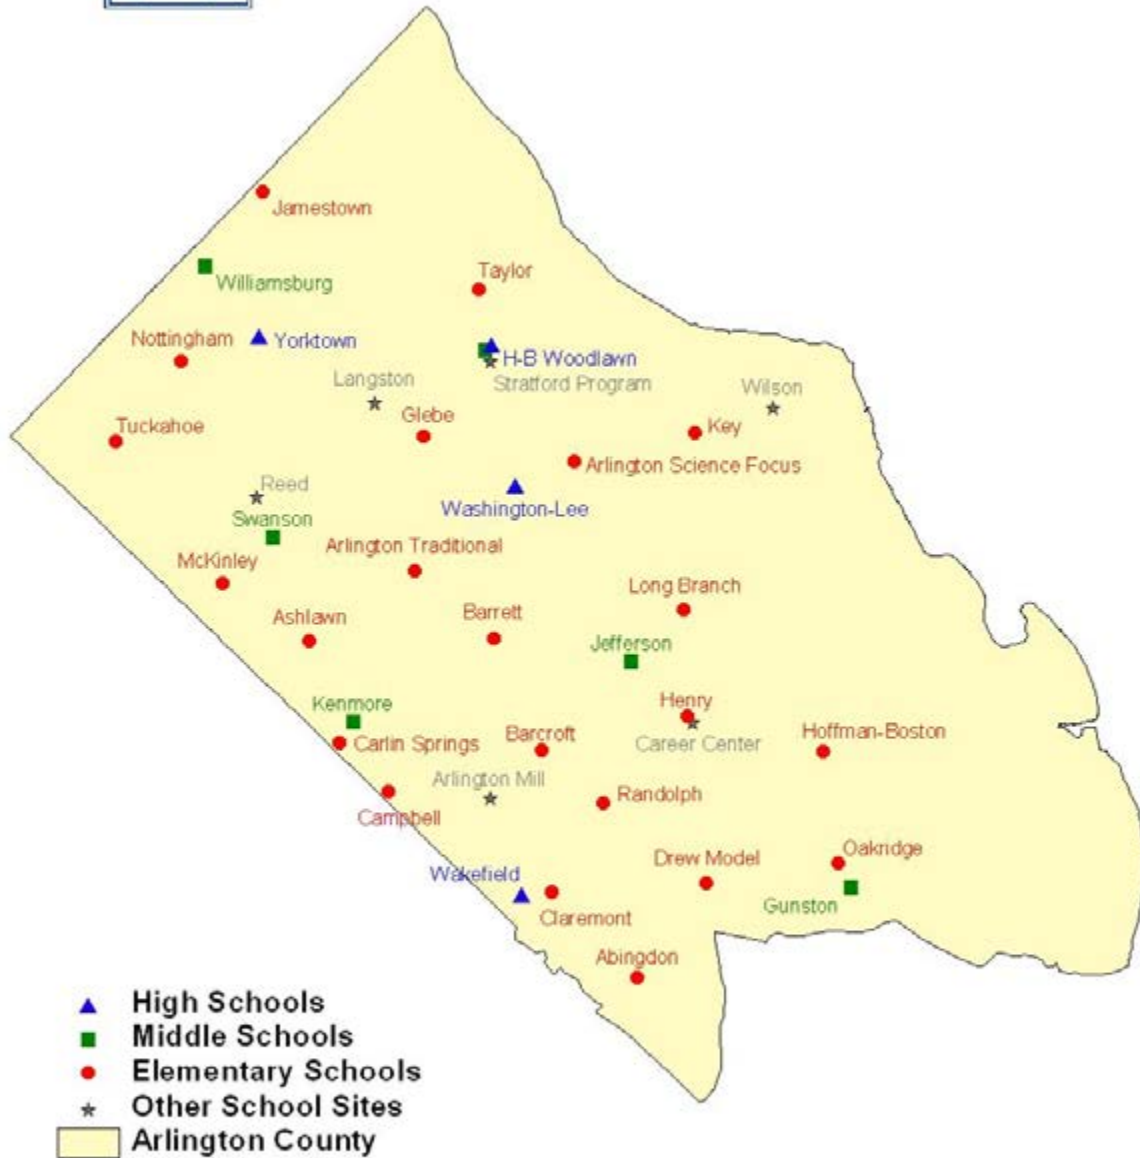 Jamestown
Williamsburg
Taylor
Nottingham
Yorktown
H-B Woodlawn
Langston
Stratford Program
Wilson
Tuckahoe
Glebe
Key
Arlington Science Focus
Reed
Washington-Lee
Swanson
Arlington Traditional
McKinley
Long Branch
Ashlawn
Barrett
Jefferson
Kenmore
Henry
Carlin Springs
Barcroft
Career Center
Hoffman-Boston
Arlington Mill
Randolph
Campbell
Drew Model
Oakridge
Wakefield
Claremont
Gunston
Abingdon
High Schools
Middle Schools
Elementary Schools
Other School Sites
Arlington County